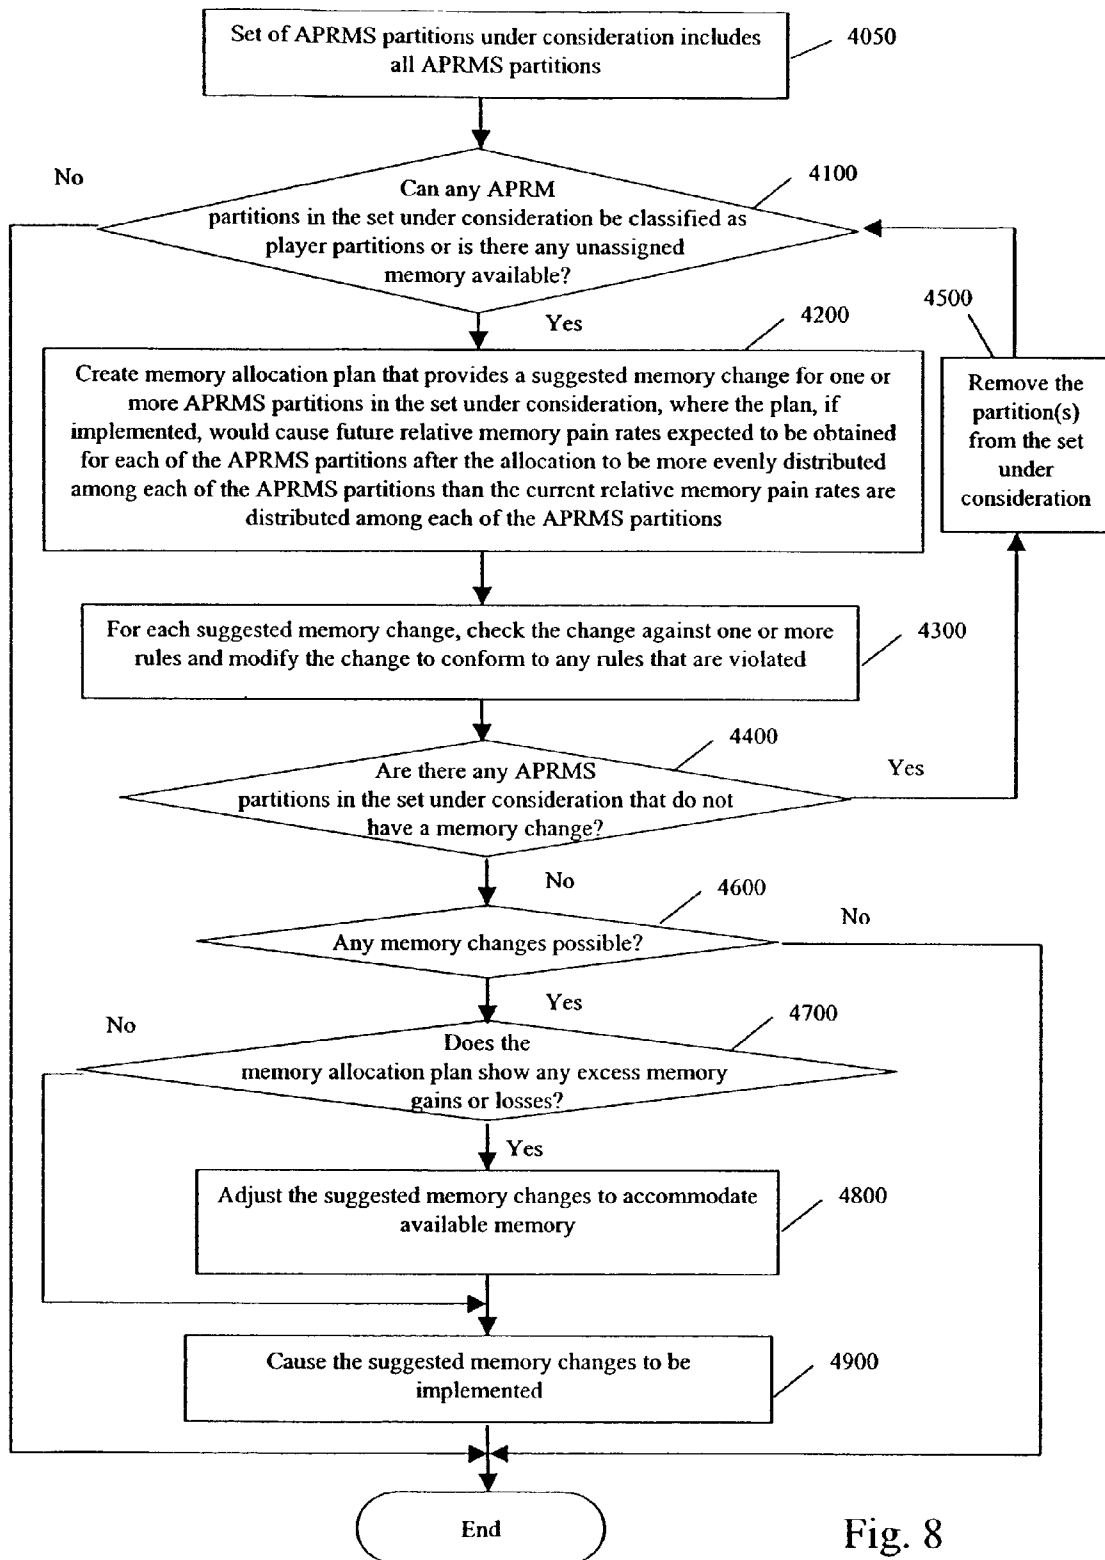 Set of APRMS partitions under consideration includes
all APRMS partitions
4050
No
4100
Can any APRM
partitions in the set under consideration be classified as
player partitions or is there any unassigned
memory available?
Yes
4200
4500
Create memory allocation plan that provides a suggested memory change for one or
more APRMS partitions in the set under consideration, where the plan, if
implemented, would cause future relative memory pain rates expected to be obtained
for each of the APRMS partitions after the allocation to be more evenly distributed
among each of the APRMS partitions than the current relative memory pain rates are
distributed among each of the APRMS partitions
Remove the
partition(s)
from the set
under
consideration
For each suggested memory change, check the change against one or more
rules and modify the change to conform to any rules that are violated
4300
4400
Are there any APRMS
partitions in the set under consideration that do not
have a memory change?
Yes
No
4600
Any memory changes possible?
No
Yes
No
4700
Does the
memory allocation plan show any excess memory
gains or losses?
Yes
Adjust the suggested memory changes to accommodate
available memory
4800
Cause the suggested memory changes to be
implemented
4900
End
Fig. 8